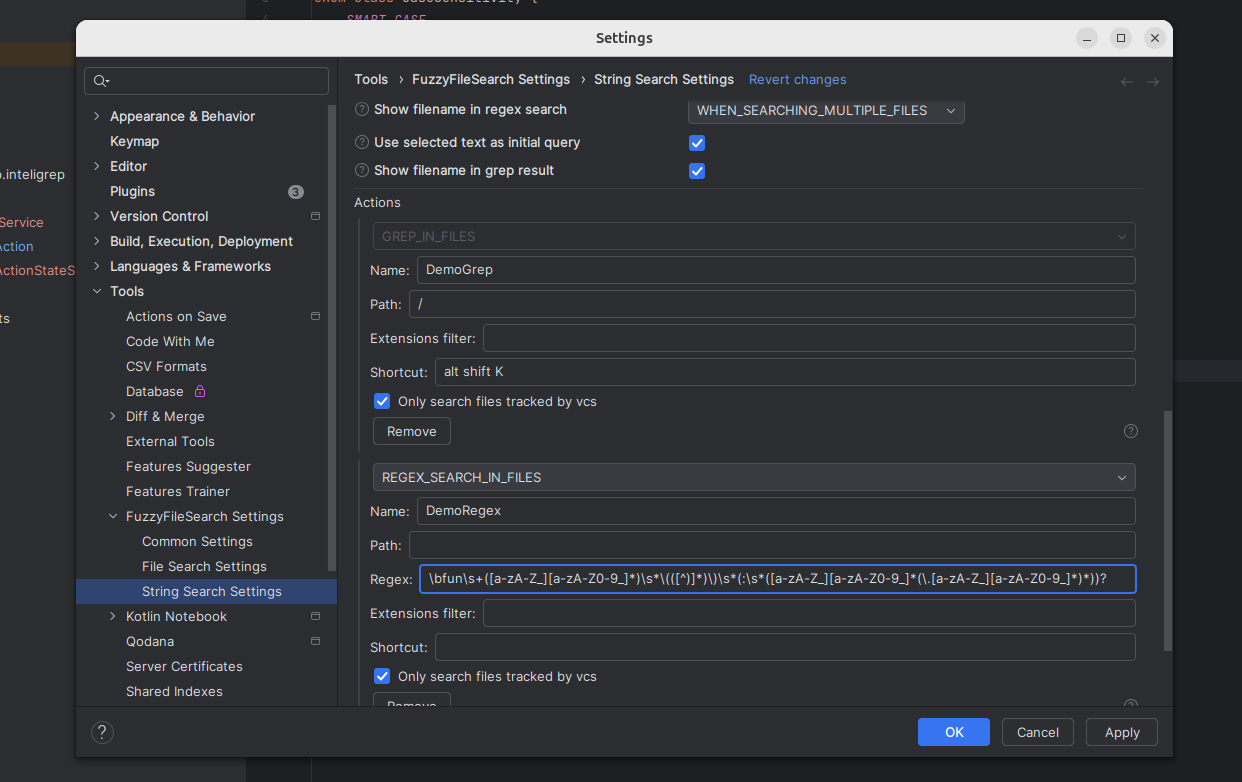 enum class CaseSensitivity {
SMART_CASE
Settings
o.inteligrep
Service
Action
ActionStateS
ts
Appearance & Behavior
Keymap
Editor
Plugins 3
Version Control
Build, Execution, Deployment
Languages & Frameworks
Tools
Actions on Save
Code With Me
CSV Formats
Database
Diff & Merge
External Tools
Features Suggester
Features Trainer
FuzzyFileSearch Settings
Common Settings
File Search Settings
String Search Settings
Kotlin Notebook
Qodana
Server Certificates
Shared Indexes
Tools › FuzzyFileSearch Settings › String Search Settings Revert changes
? Show filename in regex search WHEN_SEARCHING_MULTIPLE_FILES
? Use selected text as initial query
? Show filename in grep result
Actions
GREP_IN_FILES
Name: DemoGrep
Path: /
Extensions filter:
Shortcut: alt shift K
Only search files tracked by vcs
Remove ?
REGEX_SEARCH_IN_FILES
Name: DemoRegex
Path:
Regex: \bfun\s+([a-zA-Z_][a-zA-Z0-9_]*)\s*\(([^)]*)\)\s*(:\s*([a-zA-Z_][a-zA-Z0-9_]*(\.[a-zA-Z_][a-zA-Z0-9_]*)*))?
Extensions filter:
Shortcut:
Only search files tracked by vcs
Remove ?
? OK Cancel Apply